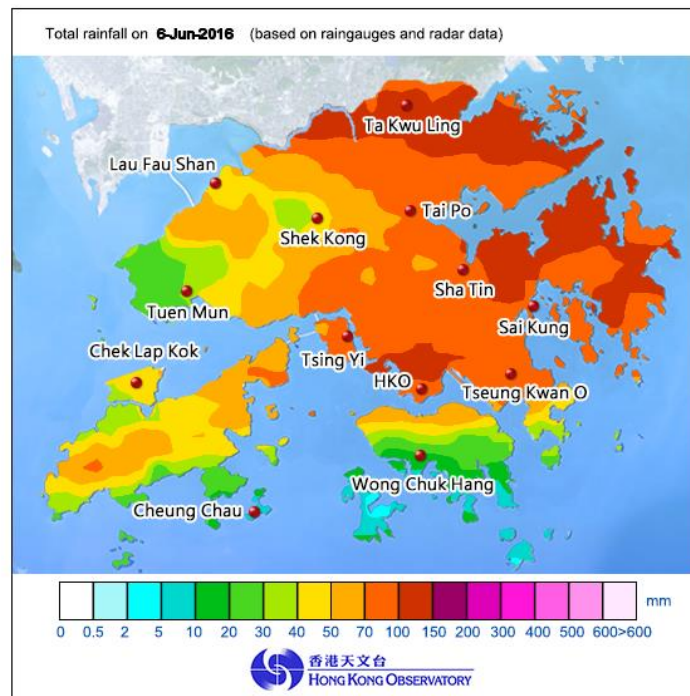 Total rainfall on 6-Jun-2016 (based on raingauges and radar data)
Ta Kwu Ling
Lau Fau Shan
Tai Po
Shek Kong
Sha Tin
Tuen Mun
Sai Kung
Chek Lap Kok
Tsing Yi
HKO
Tseung Kwan O
Wong Chuk Hang
Cheung Chau
mm
0 0.5 2 5 10 20 30 40 50 70 100 150 200 300 400 500 600 >600
香港天文台
HONG KONG OBSERVATORY